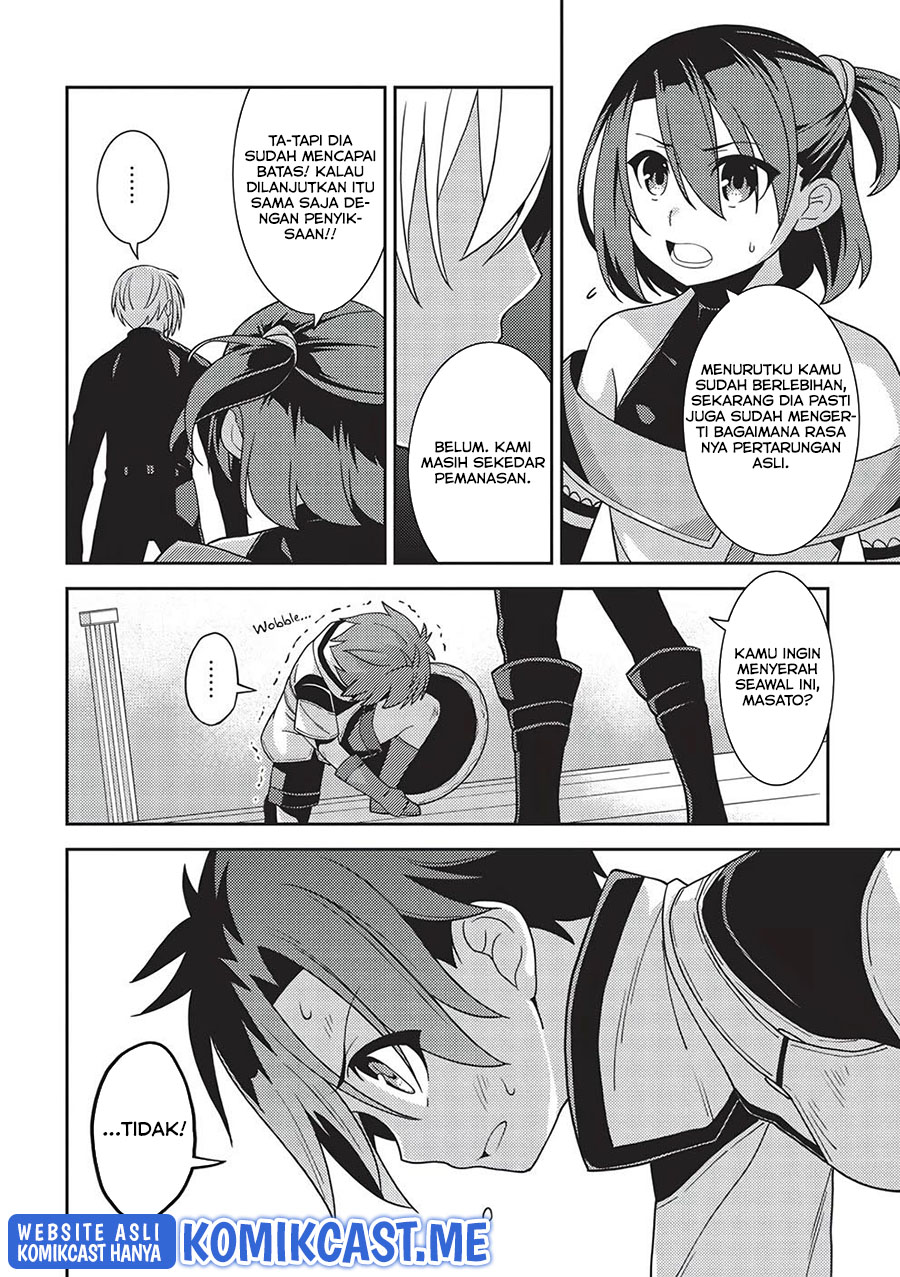 MENURUTKU KAMU
SUDAH BERLEBIHAN,
SEKARANG DIA PASTI
JUGA SUDAH MENGER-
TI BAGAIMANA RASA
NYA PERTARUNGAN
ASLI.
BELUM. KAMI
MASIH SEKEDAR
PEMANASAN.
TA-TAPI DIA
SUDAH MENCAPAI
BATAS! KALAU
DILANJUTKAN ITU
SAMA SAJA DE-
NGAN PENYIK-
SAAN!!
......
KAMU INGIN
MENYERAH
SEAWAL INI,
MASATO?
Wobble....
.....
...TIDAK!
WEBSITE ASLI
KOMIKCAST HANYA
KOMIKCAST.ME